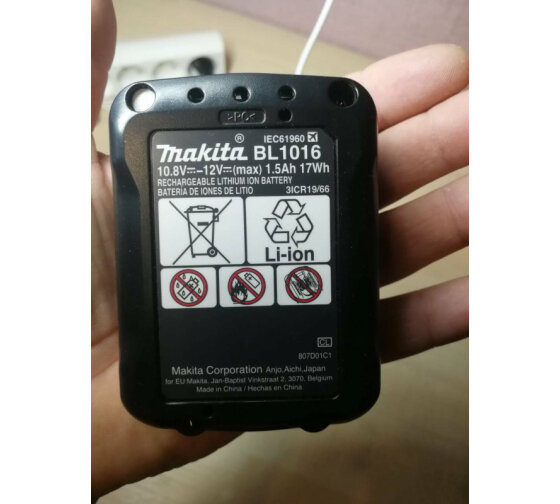 >PC<
IEC61960
makita® BL1016
10.8V⎓-12V⎓(max) 1.5Ah 17Wh
RECHARGEABLE LITHIUM ION BATTERY
BATERÍA DE IONES DE LITIO
3ICR19/66
Li-ion
CL
807D01C1
Makita Corporation Anjo,Aichi,Japan
for EU:Makita, Jan-Baptist Vinkstraat 2, 3070, Belgium
Made in China / Hechas en China